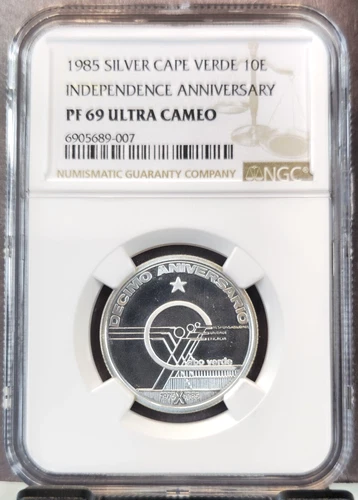 1985 SILVER CAPE VERDE 10E
INDEPENDENCE ANNIVERSARY
PF 69 ULTRA CAMEO
6905689-007
NUMISMATIC GUARANTY COMPANY
NGC
DECIMO ANIVERSARIO
cabo verde
X